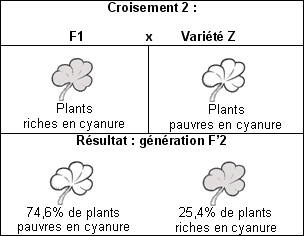 Croisement 2 :
F1 x Variété Z
Plants
riches en cyanure
Plants
pauvres en cyanure
Résultat : génération F'2
74,6% de plants
pauvres en cyanure
25,4% de plants
riches en cyanure